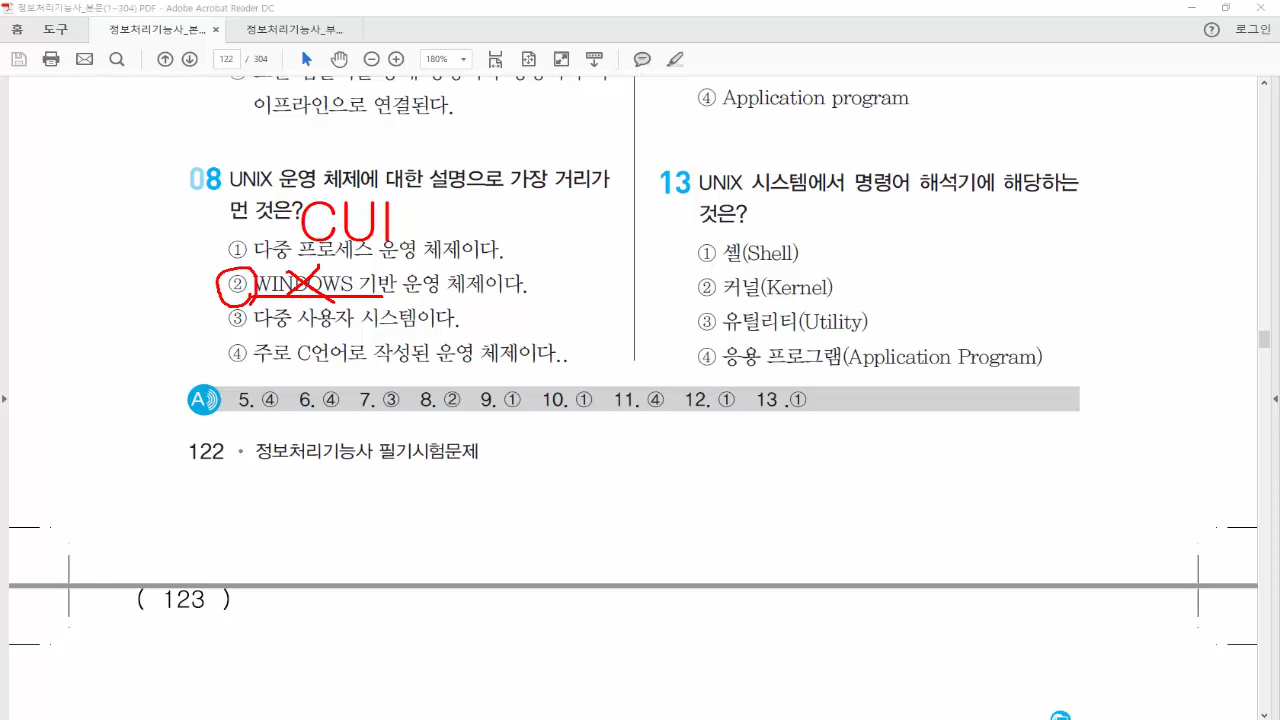 정보처리기능사_본문(1-304) PDF - Adobe Acrobat Reader DC
홈 도구 정보처리기능사_본... × 정보처리기능사_부... ? 로그인
122 / 304 180%
이프라인으로 연결된다.
08 UNIX 운영 체제에 대한 설명으로 가장 거리가
먼 것은?
CUI
① 다중 프로세스 운영 체제이다.
② WINDOWS 기반 운영 체제이다.
③ 다중 사용자 시스템이다.
④ 주로 C언어로 작성된 운영 체제이다..
④ Application program
13 UNIX 시스템에서 명령어 해석기에 해당하는
것은?
① 셸(Shell)
② 커널(Kernel)
③ 유틸리티(Utility)
④ 응용 프로그램(Application Program)
A 5. ④ 6. ④ 7. ③ 8. ② 9. ① 10. ① 11. ④ 12. ① 13 .①
122 • 정보처리기능사 필기시험문제
( 123 )